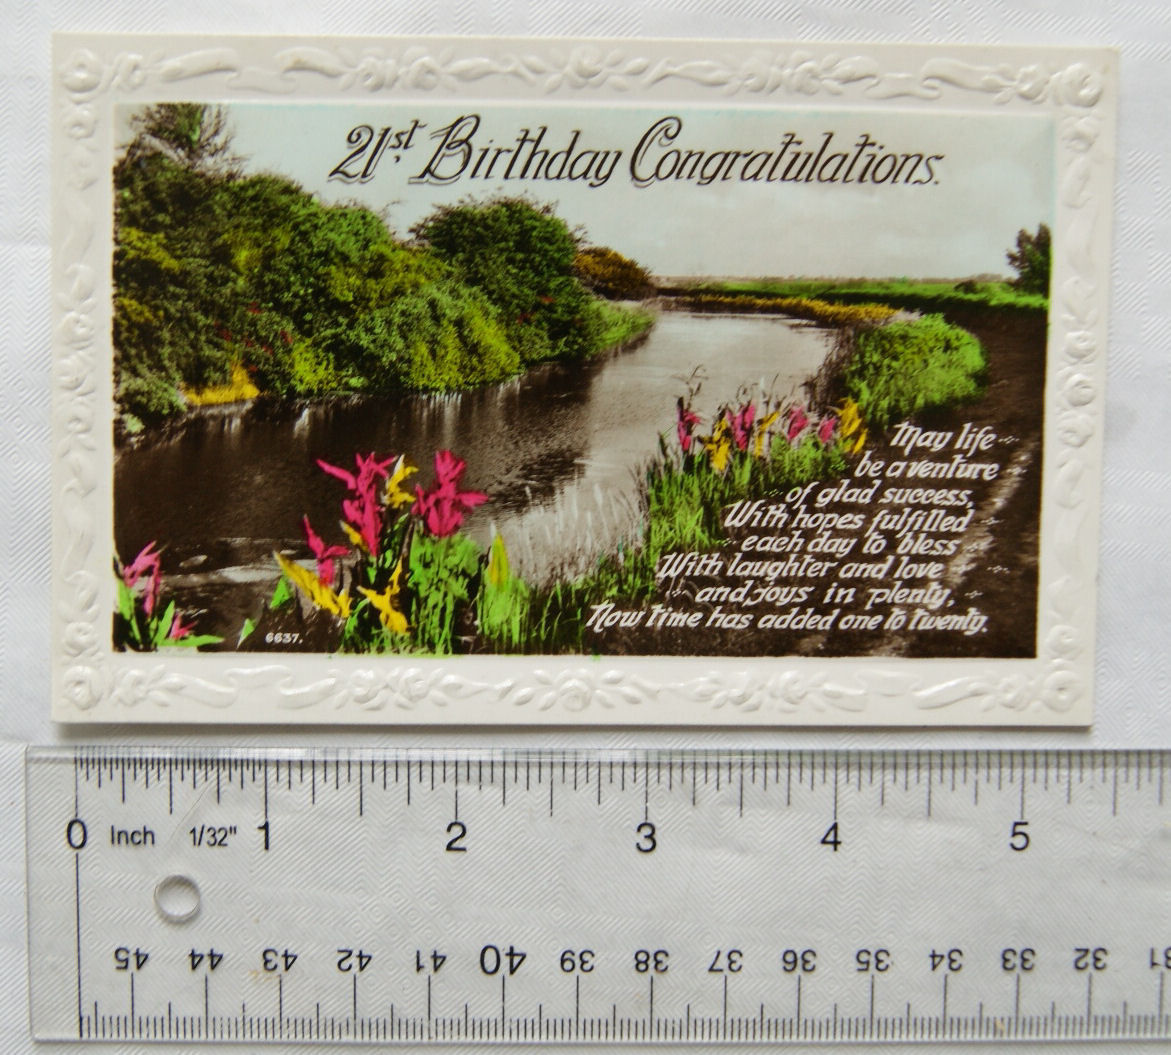 21st Birthday Congratulations.
May life
be a venture
of glad success,
With hopes fulfilled
each day to bless
With laughter and love
and joys in plenty,
Now time has added one to twenty.
6637.
0 Inch 1/32" 1 2 3 4 5
45 44 43 42 41 40 39 38 37 36 35 34 33 32 31